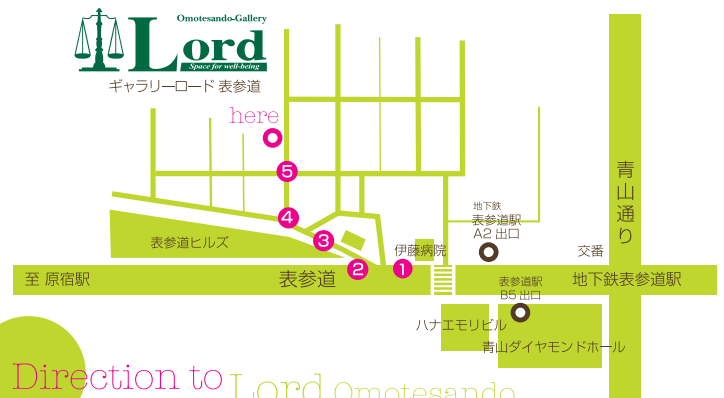 Omotesando-Gallery
Lord
Space for well-being
ギャラリーロード 表参道
here
5
4
3
2
1
青山通り
地下鉄
表参道駅
A2 出口
表参道ヒルズ
伊藤病院
交番
至 原宿駅
表参道
表参道駅
B5 出口
地下鉄表参道駅
ハナエモリビル
青山ダイヤモンドホール
Direction to
Lord Omotesando